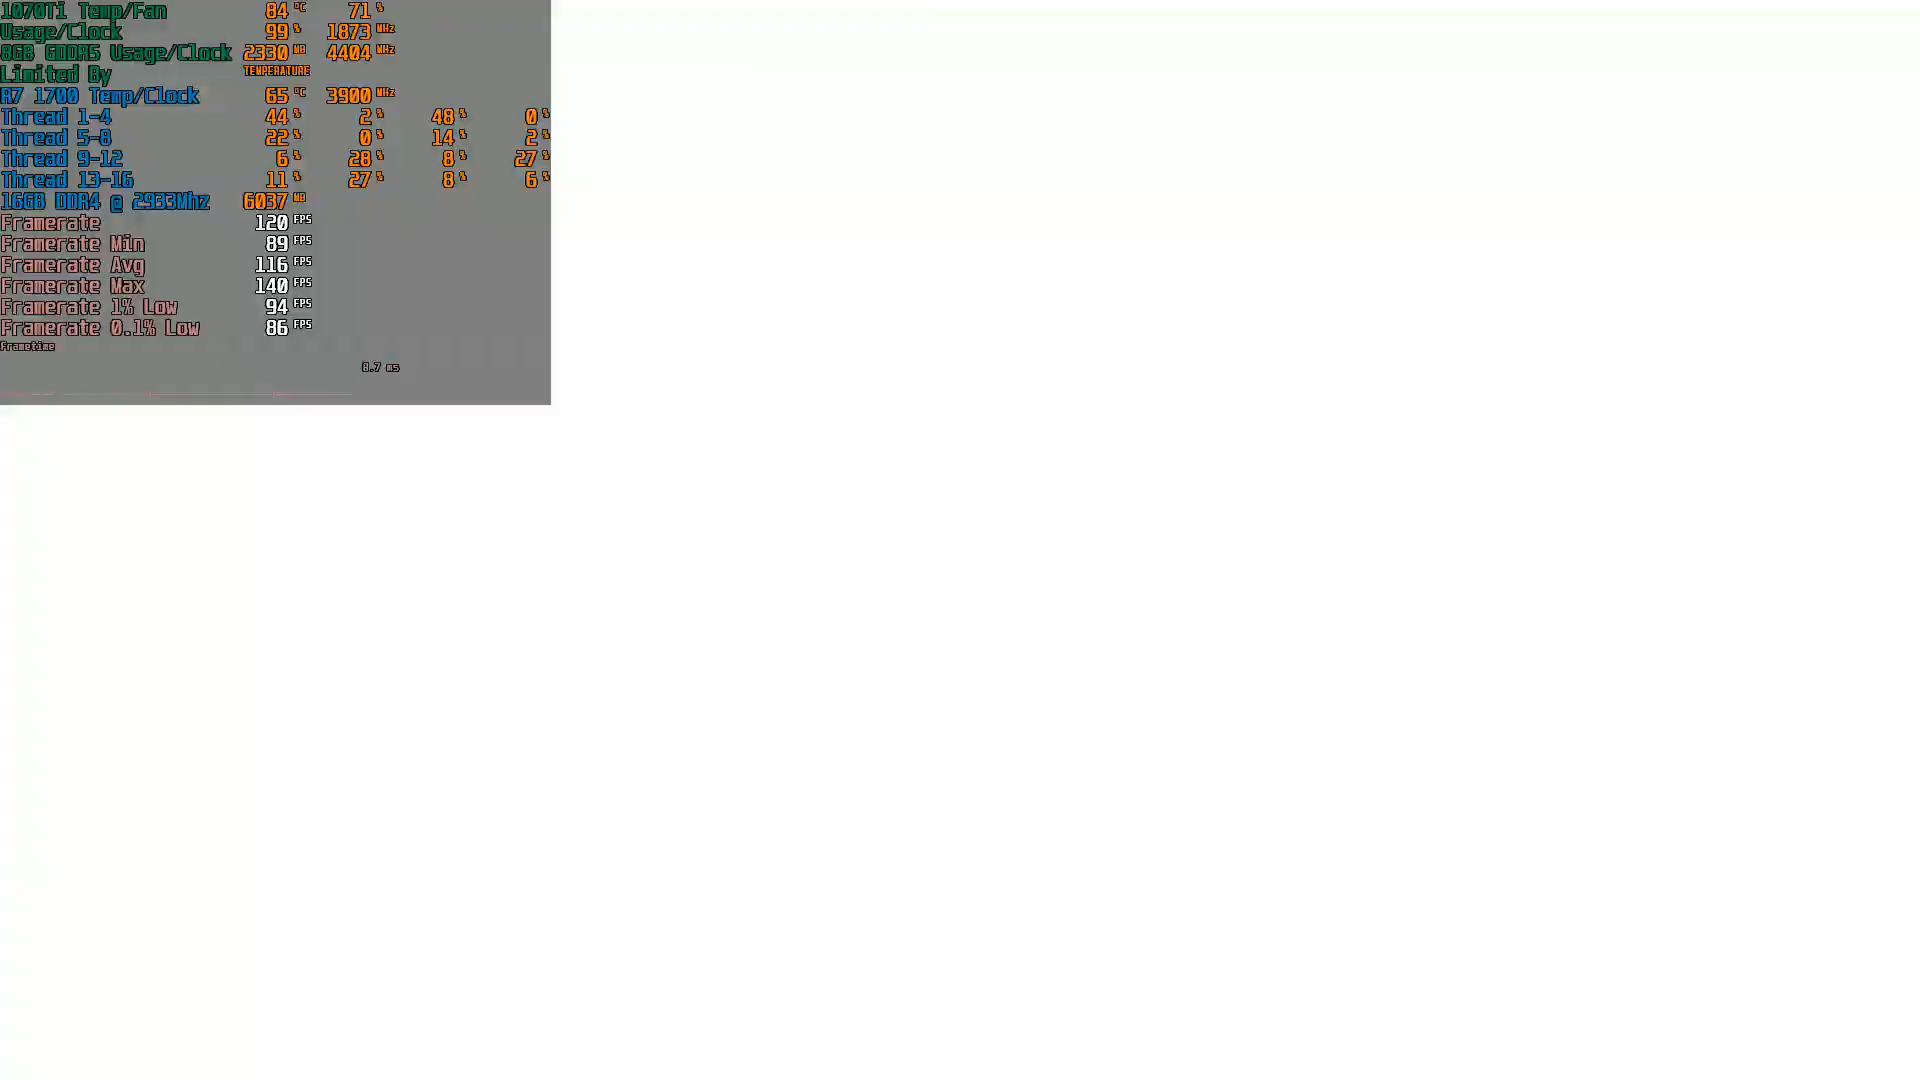 1070Ti Temp/Fan 84 °C 71 %
Usage/Clock 99 % 1873 MHz
8GB GDDR5 Usage/Clock 2330 MB 4404 MHz
Limited By TEMPERATURE
R7 1700 Temp/Clock 65 °C 3900 MHz
Thread 1-4 44 % 2 % 48 % 0 %
Thread 5-8 22 % 0 % 14 % 2 %
Thread 9-12 6 % 28 % 8 % 27 %
Thread 13-16 11 % 27 % 8 % 6 %
16GB DDR4 @ 2933Mhz 6037 MB
Framerate 120 FPS
Framerate Min 89 FPS
Framerate Avg 116 FPS
Framerate Max 140 FPS
Framerate 1% Low 94 FPS
Framerate 0.1% Low 86 FPS
Frametime
8.7 ms